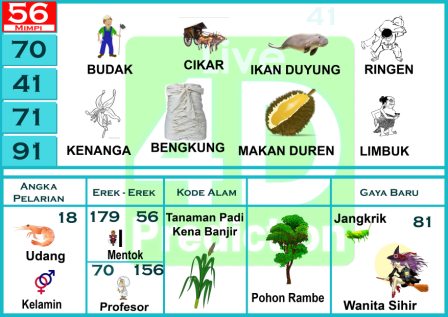 56
Mimpi
41
70
41
71
91
BUDAK
CIKAR
IKAN DUYUNG
RINGEN
KENANGA
BENGKUNG
MAKAN DUREN
LIMBUK
Live
4D
Prediction
Angka Pelarian
Erek - Erek
Kode Alam
Gaya Baru
18
Udang
Kelamin
179 56
Mentok
70 156
Profesor
Tanaman Padi
Kena Banjir
Pohon Rambe
Jangkrik
81
Wanita Sihir